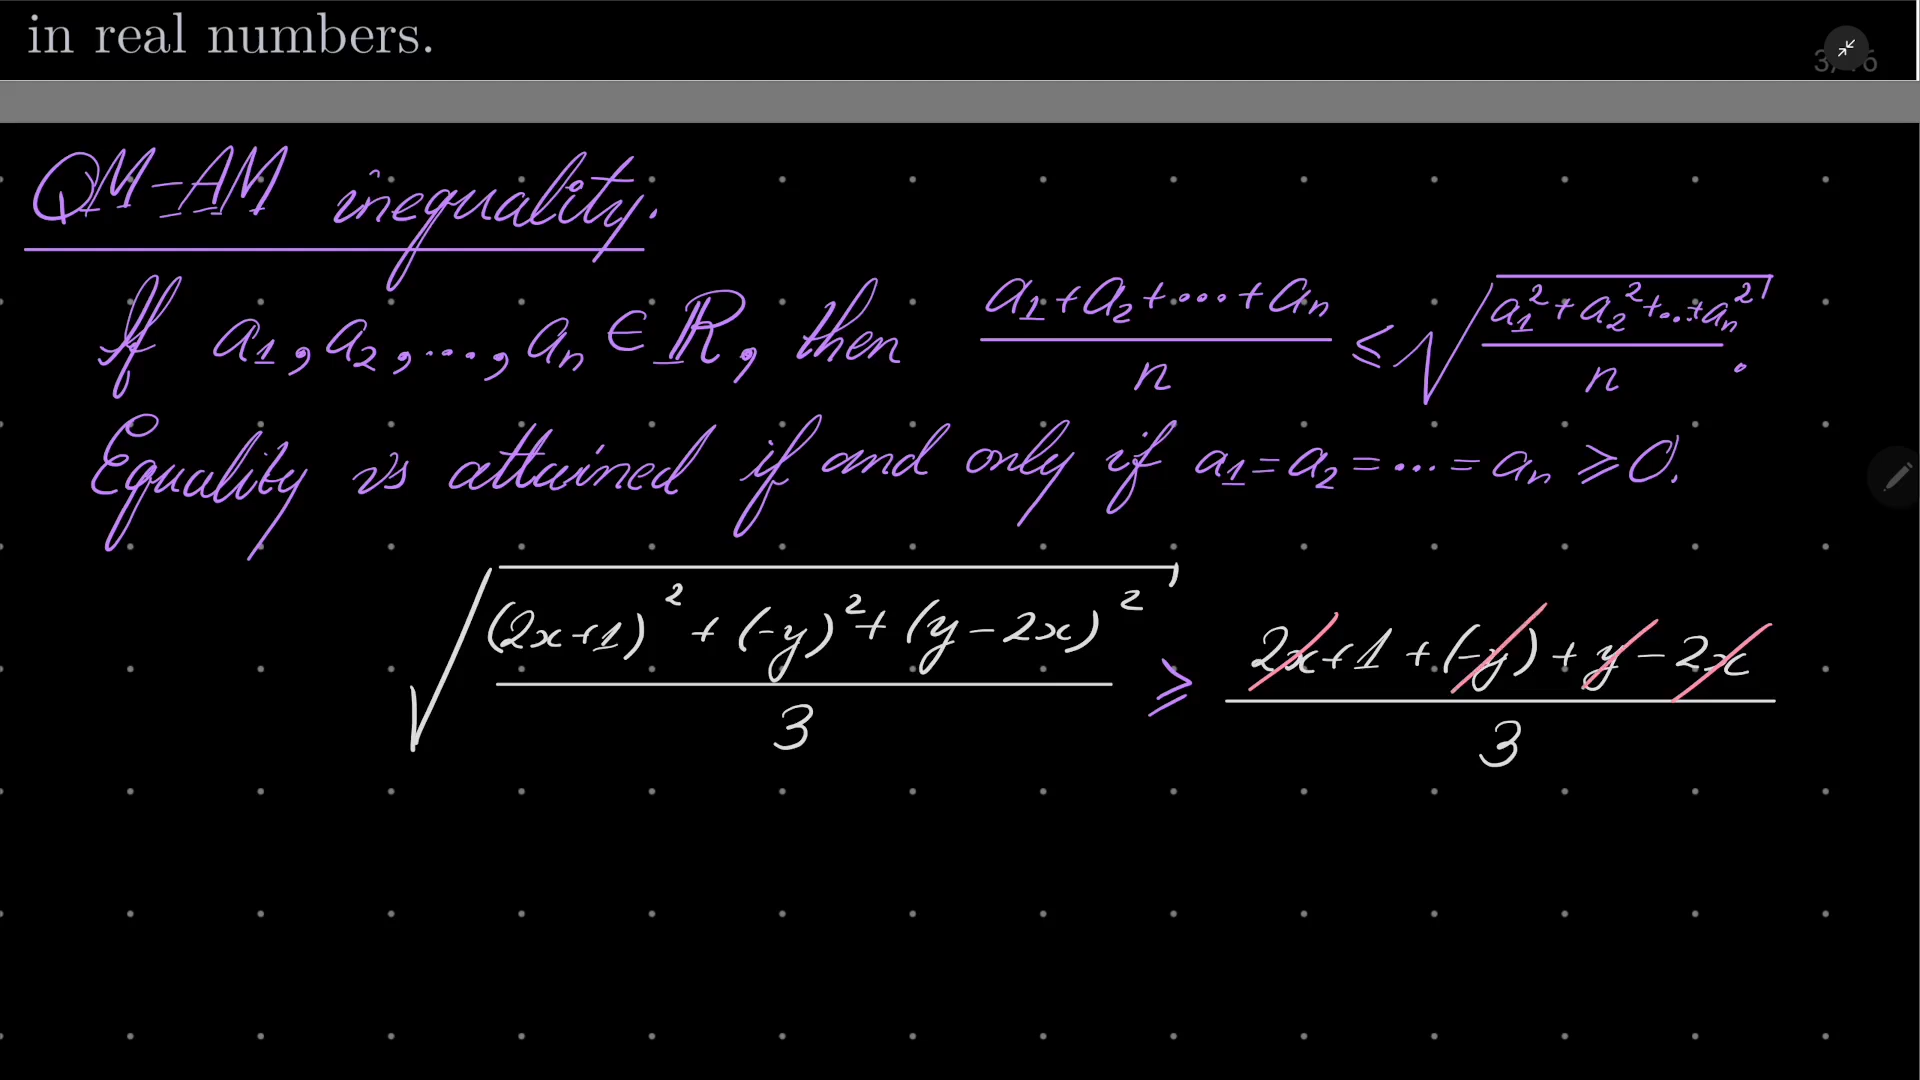 in real numbers.
QM-AM inequality.
If a₁, a₂, ..., aₙ ∈ ℝ, then (a₁+a₂+...+aₙ)/n ≤ √((a₁²+a₂²+...+aₙ²)/n).
Equality is attained if and only if a₁=a₂=...=aₙ ≥0.
√(((2x+1)²+(-y)²+(y-2x)²)/3) ≥ (2x+1+(-y)+y-2x)/3